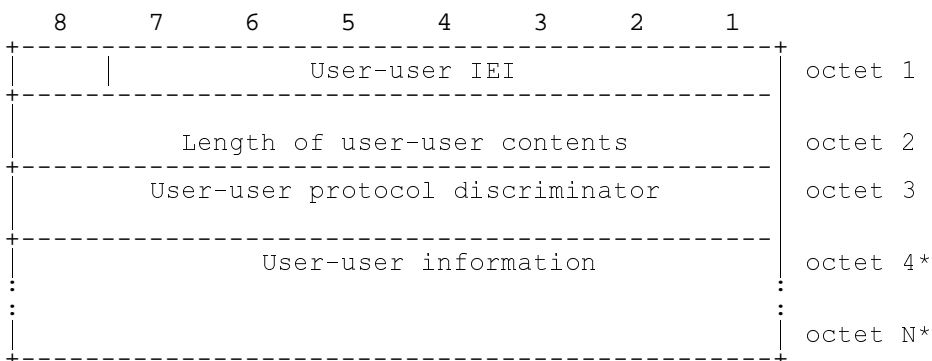 8 7 6 5 4 3 2 1
User-user IEI octet 1
Length of user-user contents octet 2
User-user protocol discriminator octet 3
User-user information octet 4*
: :
: :
octet N*